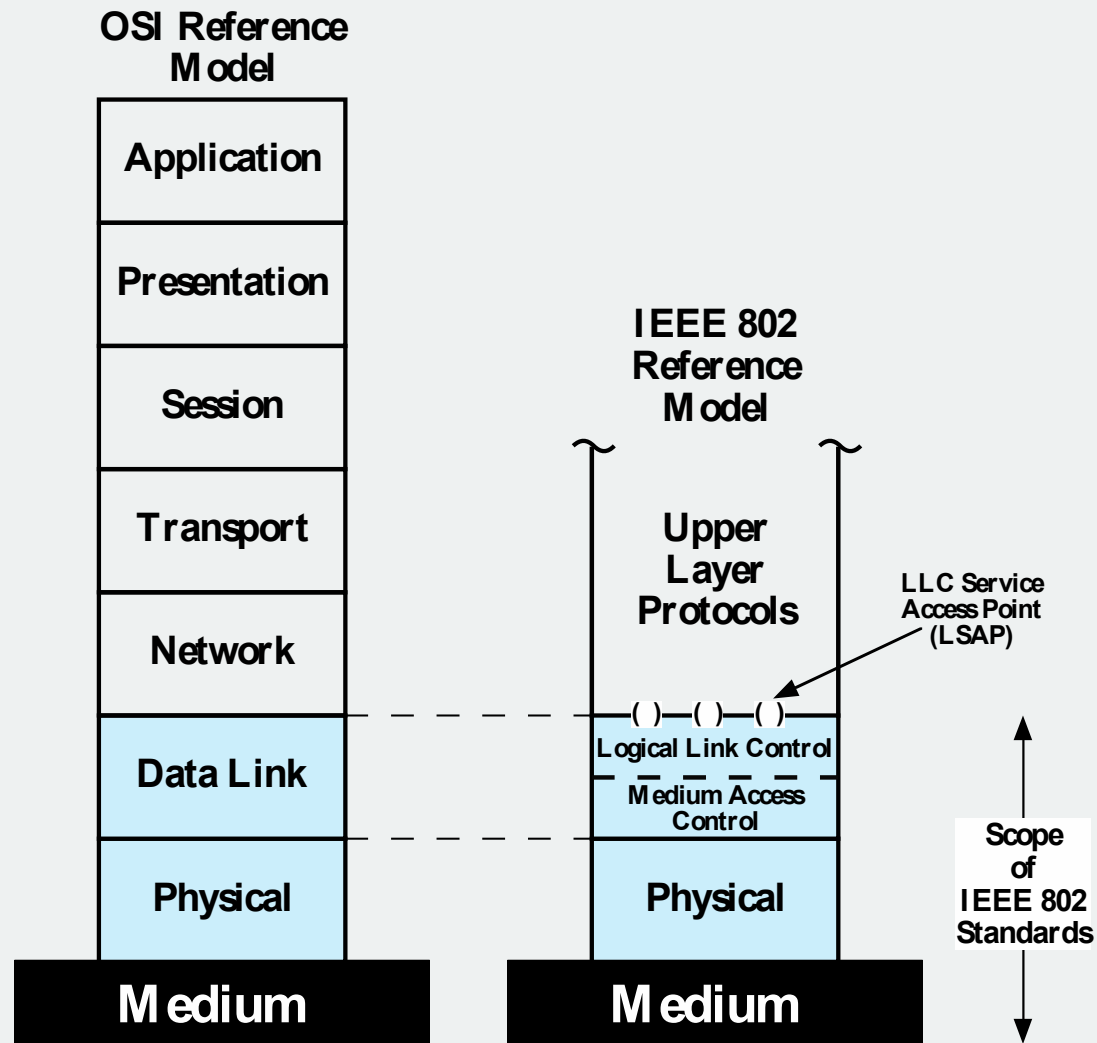 OSI Reference
Model
Application
Presentation
Session
Transport
Network
Data Link
Physical
Medium
IEEE 802
Reference
Model
Upper
Layer
Protocols
LLC Service
Access Point
(LSAP)
( ) ( ) ( )
Logical Link Control
Medium Access
Control
Physical
Medium
Scope
of
IEEE 802
Standards